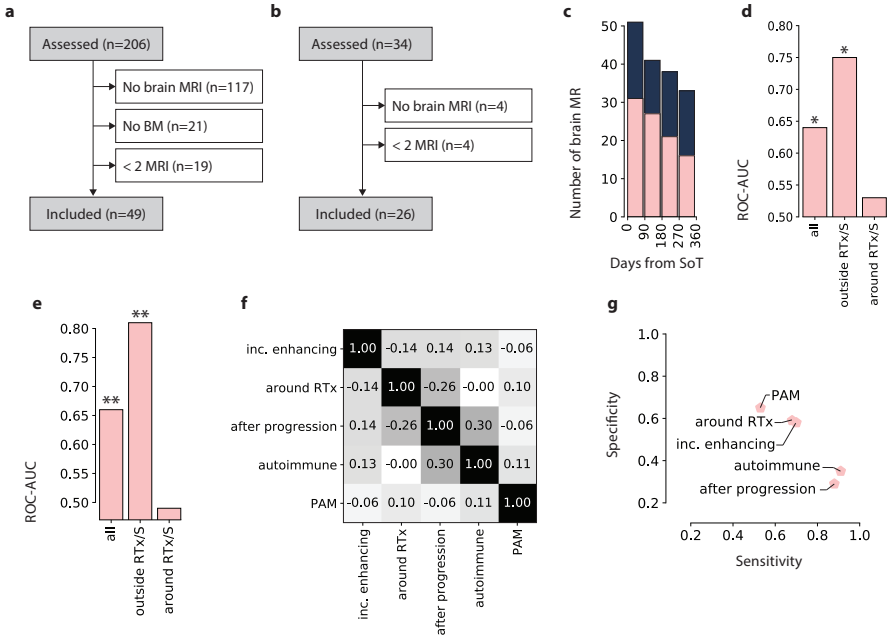 a
Assessed (n=206)
No brain MRI (n=117)
No BM (n=21)
< 2 MRI (n=19)
Included (n=49)
b
Assessed (n=34)
No brain MRI (n=4)
< 2 MRI (n=4)
Included (n=26)
c
Number of brain MR
50
40
30
20
10
0
0
90
180
270
360
Days from SoT
d
ROC-AUC
0.80
0.75
0.70
0.65
0.60
0.55
0.50
*
*
all
outside RTx/S
around RTx/S
e
ROC-AUC
0.80
0.75
0.70
0.65
0.60
0.55
0.50
**
**
all
outside RTx/S
around RTx/S
f
inc. enhancing 1.00 -0.14 0.14 0.13 -0.06
around RTx -0.14 1.00 -0.26 -0.00 0.10
after progression 0.14 -0.26 1.00 0.30 -0.06
autoimmune 0.13 -0.00 0.30 1.00 0.11
PAM -0.06 0.10 -0.06 0.11 1.00
inc. enhancing
around RTx
after progression
autoimmune
PAM
g
Specificity
1.0
0.8
0.6
0.4
0.2
PAM
around RTx
inc. enhancing
autoimmune
after progression
0.2 0.4 0.6 0.8 1.0
Sensitivity